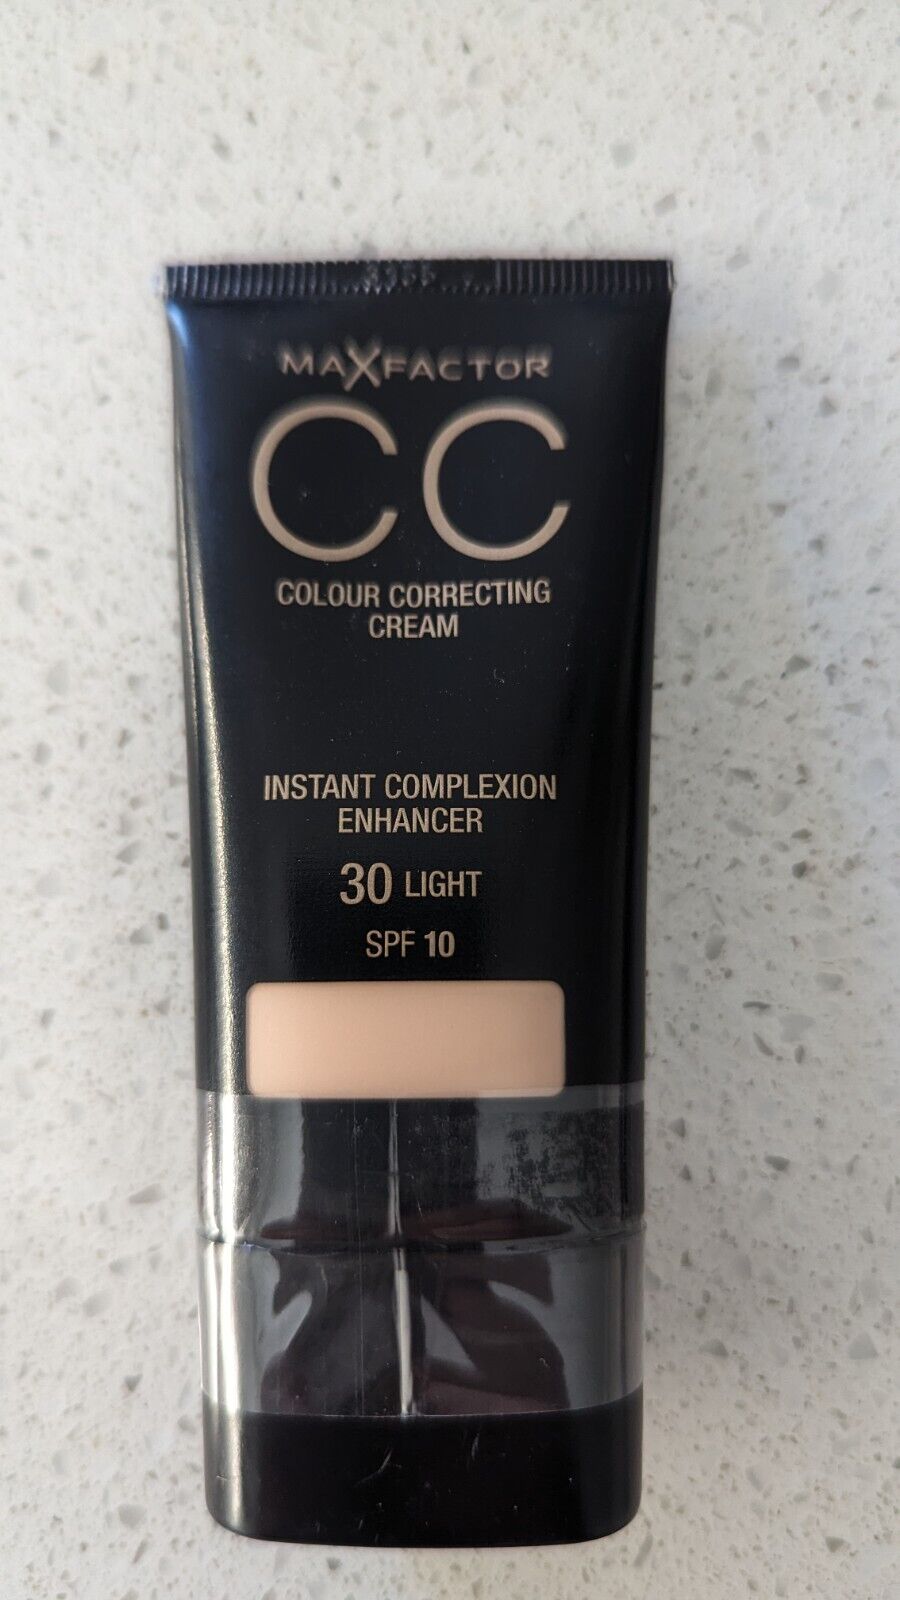 MAXFACTOR
CC
COLOUR CORRECTING
CREAM
INSTANT COMPLEXION
ENHANCER
30 LIGHT
SPF 10